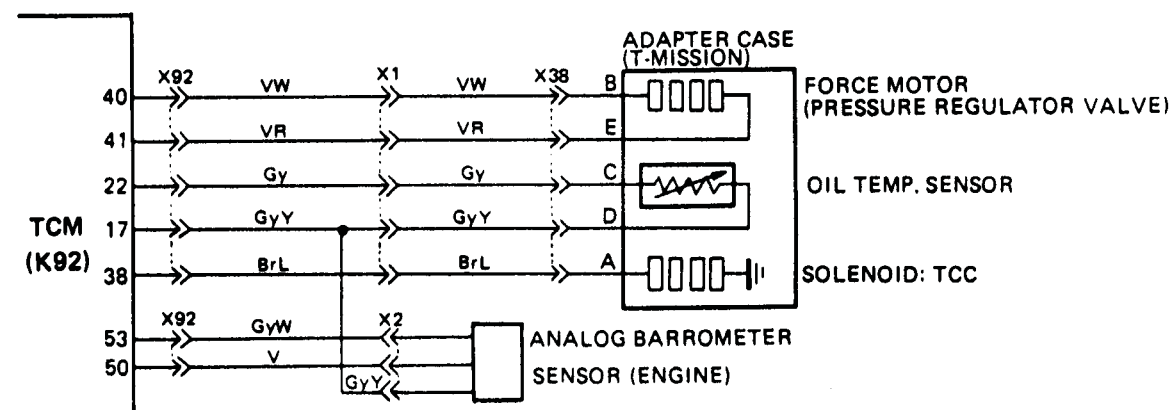 ADAPTER CASE
(T-MISSION)
X92 VW X1 VW X38 B FORCE MOTOR
40
(PRESSURE REGULATOR VALVE)
41 VR VR E
22 Gy Gy C OIL TEMP. SENSOR
TCM 17 GyY GyY D
(K92) 38 BrL BrL A SOLENOID: TCC
X92 GyW X2
53 ANALOG BARROMETER
50 V SENSOR (ENGINE)
GyY